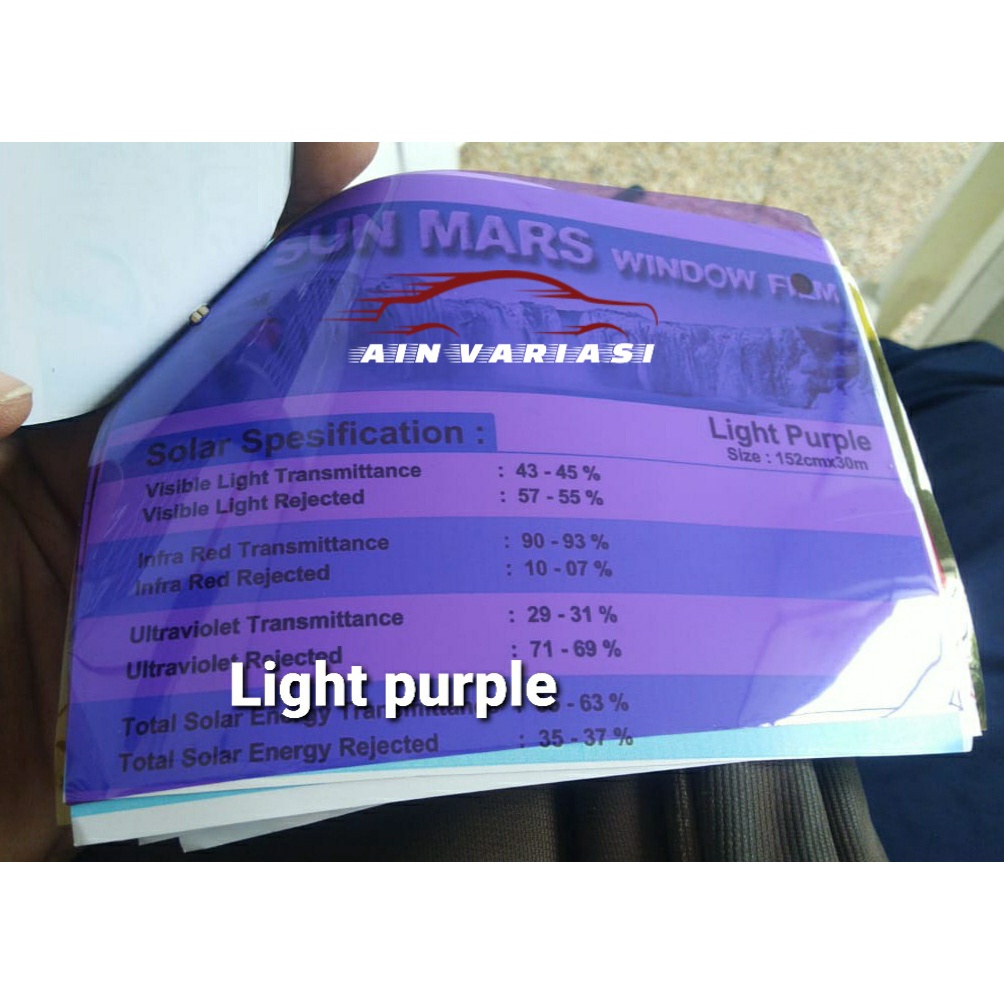 SUN MARS WINDOW FILM
AIN VARIASI
Solar Spesification :
Light Purple
Size : 152cmx30m
Visible Light Transmittance : 43 - 45 %
Visible Light Rejected : 57 - 55 %
Infra Red Transmittance : 90 - 93 %
Infra Red Rejected : 10 - 07 %
Ultraviolet Transmittance : 29 - 31 %
Ultraviolet Rejected : 71 - 69 %
Light purple
Total Solar Energy Transmittance - 63 %
Total Solar Energy Rejected : 35 - 37 %